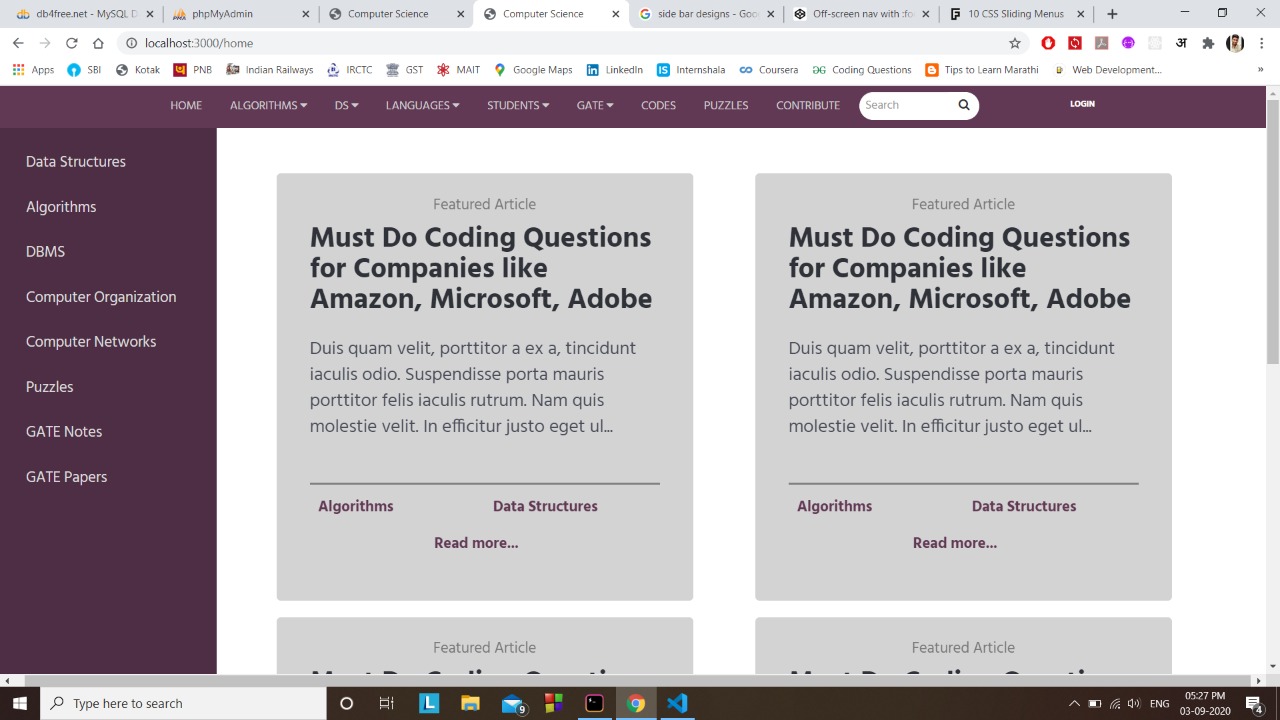 db4free.net - MySQL D
phpMyAdmin
Computer Science
Computer Science
side bar designs - Goo
Off-screen nav with :fo
10 CSS Sliding Menus
localhost:3000/home
Apps
SBI
Kotak
PNB
Indian Railways
IRCTC
GST
MAIT
Google Maps
LinkedIn
Internshala
Coursera
Coding Questions
Tips to Learn Marathi
Web Development...
HOME
ALGORITHMS
DS
LANGUAGES
STUDENTS
GATE
CODES
PUZZLES
CONTRIBUTE
Search
LOGIN
Data Structures
Algorithms
DBMS
Computer Organization
Computer Networks
Puzzles
GATE Notes
GATE Papers
Featured Article
Must Do Coding Questions
for Companies like
Amazon, Microsoft, Adobe
Duis quam velit, porttitor a ex a, tincidunt
iaculis odio. Suspendisse porta mauris
porttitor felis iaculis rutrum. Nam quis
molestie velit. In efficitur justo eget ul...
Algorithms
Data Structures
Read more...
Featured Article
Must Do Coding Questions
for Companies like
Amazon, Microsoft, Adobe
Duis quam velit, porttitor a ex a, tincidunt
iaculis odio. Suspendisse porta mauris
porttitor felis iaculis rutrum. Nam quis
molestie velit. In efficitur justo eget ul...
Algorithms
Data Structures
Read more...
Featured Article
Must Do Coding Questions
Featured Article
Must Do Coding Questions
Type here to search
ENG
05:27 PM
03-09-2020